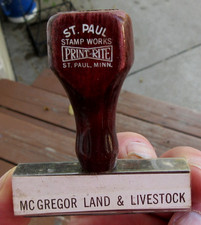 ST. PAUL
STAMP WORKS
PRINT-RITE
ST. PAUL, MINN.
MC GREGOR LAND & LIVESTOCK